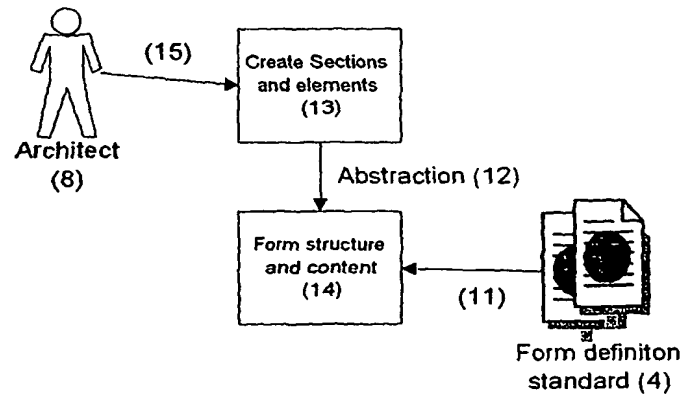 (15)
Create Sections
and elements
(13)
Architect
(8)
Abstraction (12)
Form structure
and content
(14)
(11)
Form definiton
standard (4)